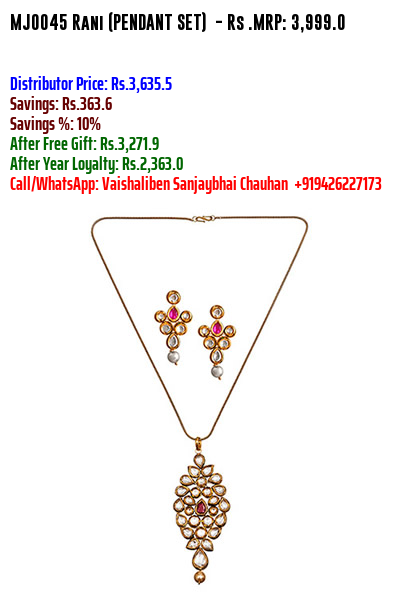 MJ0045 Rani (PENDANT SET) - Rs .MRP: 3,999.0
Distributor Price: Rs.3,635.5
Savings: Rs.363.6
Savings %: 10%
After Free Gift: Rs.3,271.9
After Year Loyalty: Rs.2,363.0
Call/WhatsApp: Vaishaliben Sanjaybhai Chauhan +919426227173